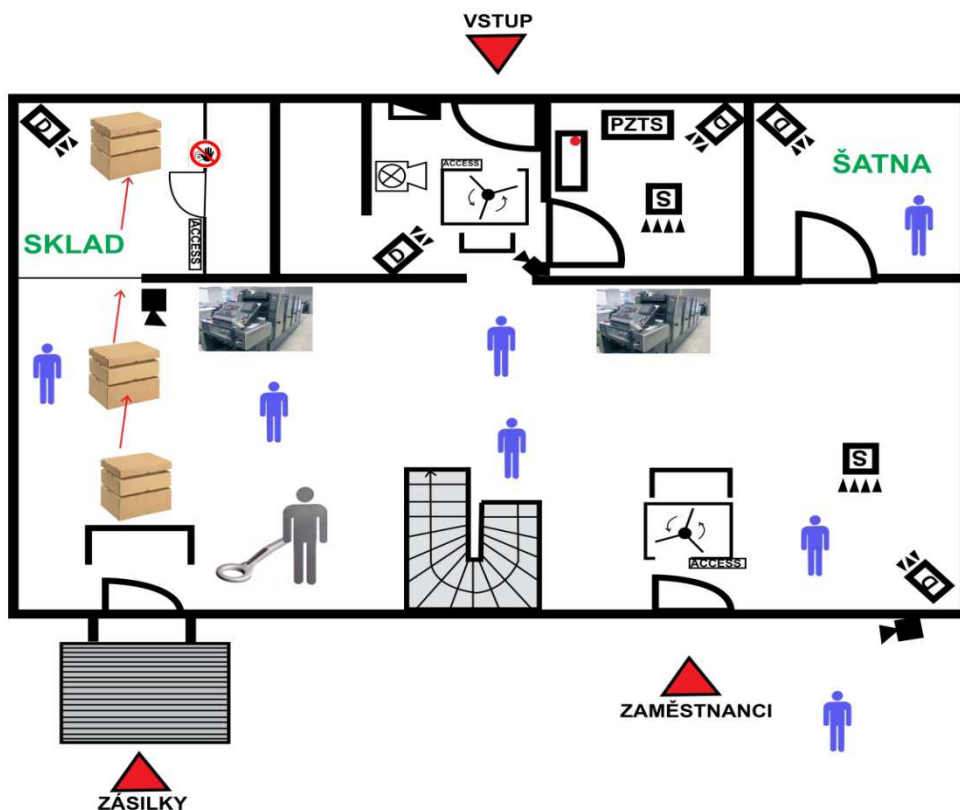 VSTUP
D
PZTS
D
D
ACCESS
ŠATNA
S
ACCESS
SKLAD
D
S
ACCESS
D
ZAMĚSTNANCI
ZÁSILKY